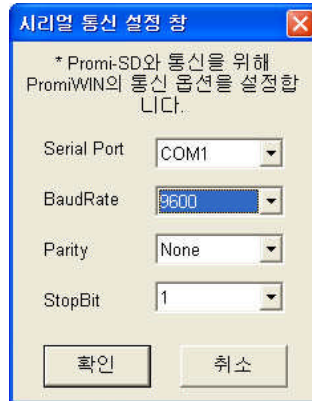 시리얼 통신 설정 창
* Promi-SD와 통신을 위해
PromiWIN의 통신 옵션을 설정합
니다.
Serial Port COM1
BaudRate 9600
Parity None
StopBit 1
확인 취소